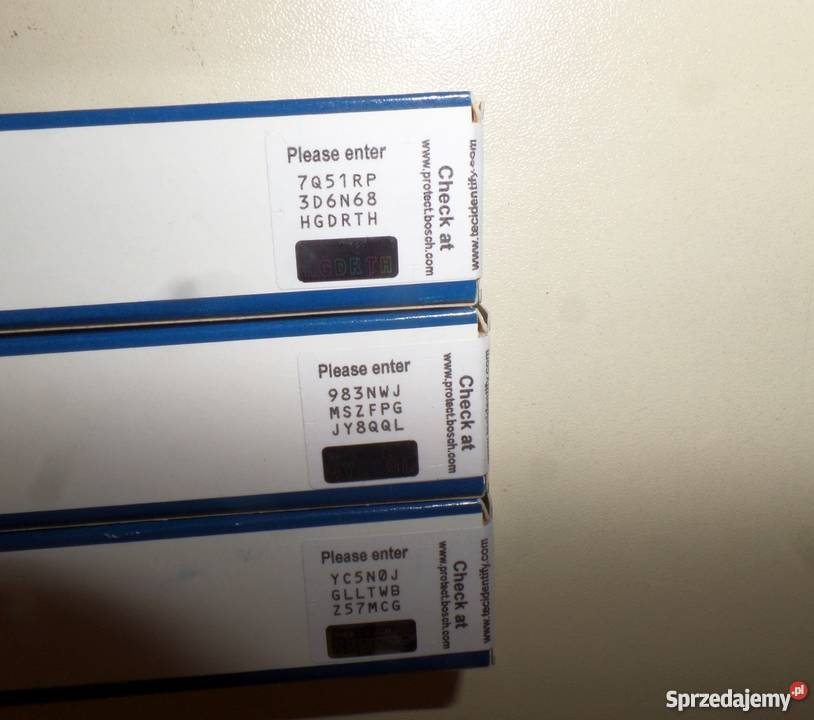 Please enter
7Q51RP
3D6N68
HGDRTH
GDRTH
Check at
www.protect.bosch.com
www.tecidentify.com
Please enter
983NWJ
MSZFPG
JY8QQL
Check at
www.protect.bosch.com
Please enter
YC5N0J
GLLTWB
Z57MCG
Check at
www.protect.bosch.com
www.tecidentify.com
Sprzedajemy.pl